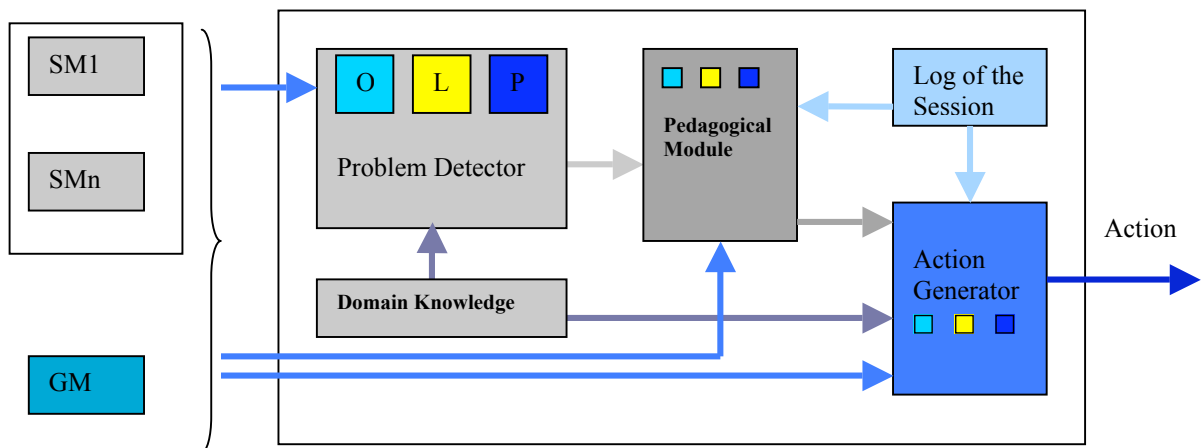 SM1
SMn
GM
O
L
P
Problem Detector
Domain Knowledge
Pedagogical
Module
Log of the
Session
Action
Generator
Action